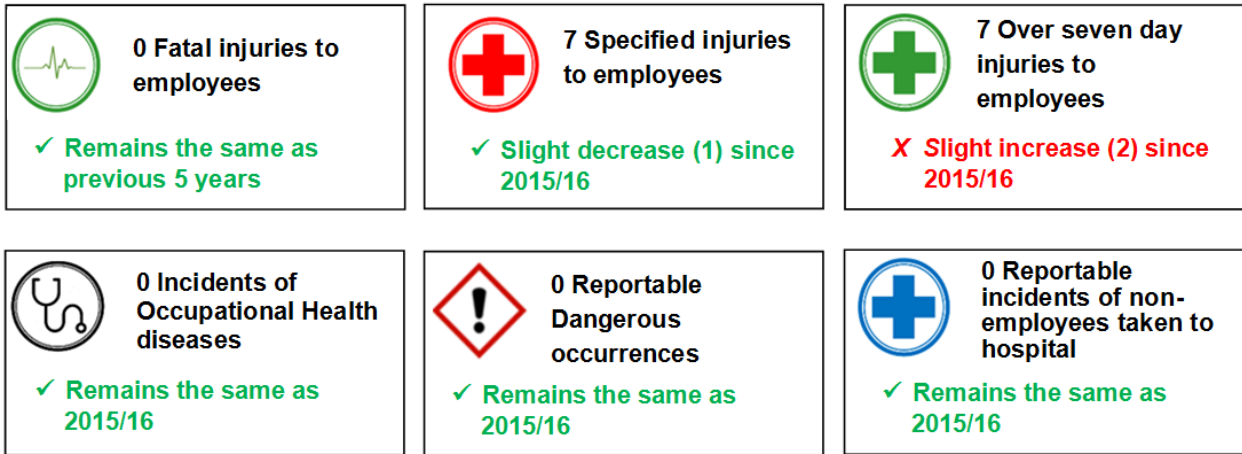 0 Fatal injuries to
employees
✓ Remains the same as
previous 5 years
7 Specified injuries
to employees
✓ Slight decrease (1) since
2015/16
7 Over seven day
injuries to
employees
X Slight increase (2) since
2015/16
0 Incidents of
Occupational Health
diseases
✓ Remains the same as
2015/16
!
0 Reportable
Dangerous
occurrences
✓ Remains the same as
2015/16
0 Reportable
incidents of non-
employees taken to
hospital
✓ Remains the same as
2015/16